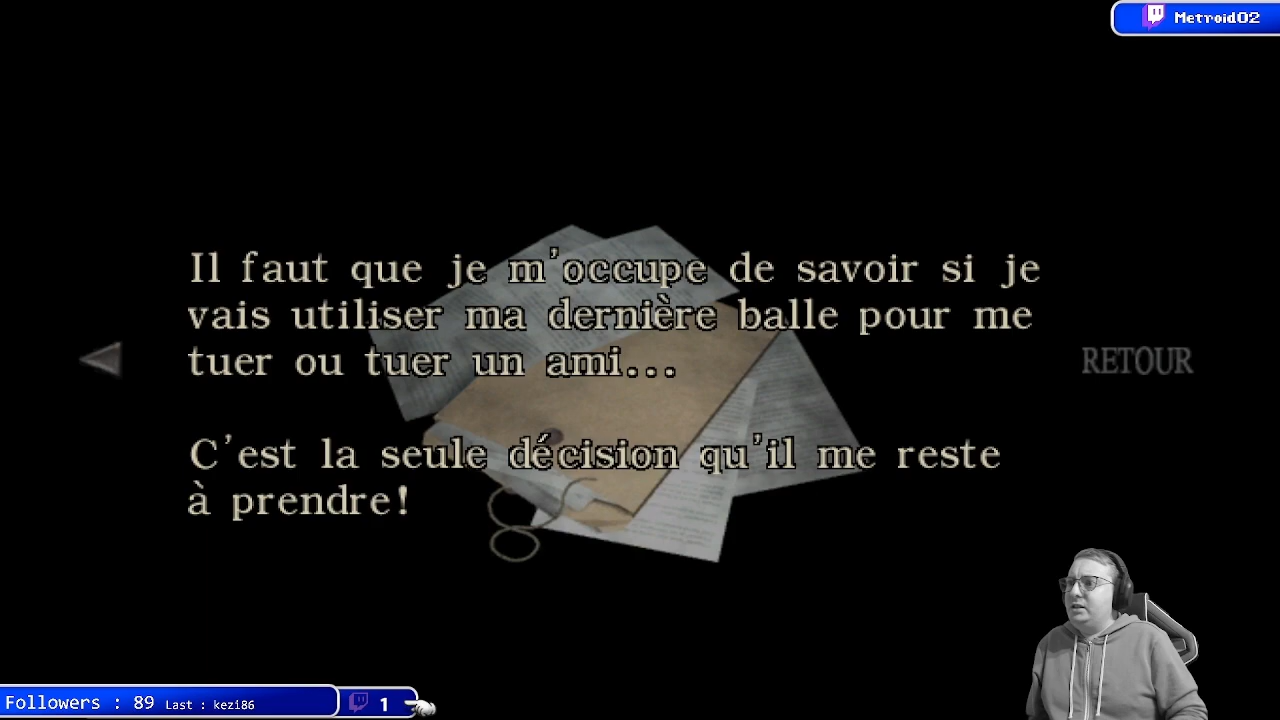 Metroid02
Il faut que je m'occupe de savoir si je
vais utiliser ma dernière balle pour me
tuer ou tuer un ami...
RETOUR
C'est la seule décision qu'il me reste
à prendre!
Followers : 89 Last : kezi86
1